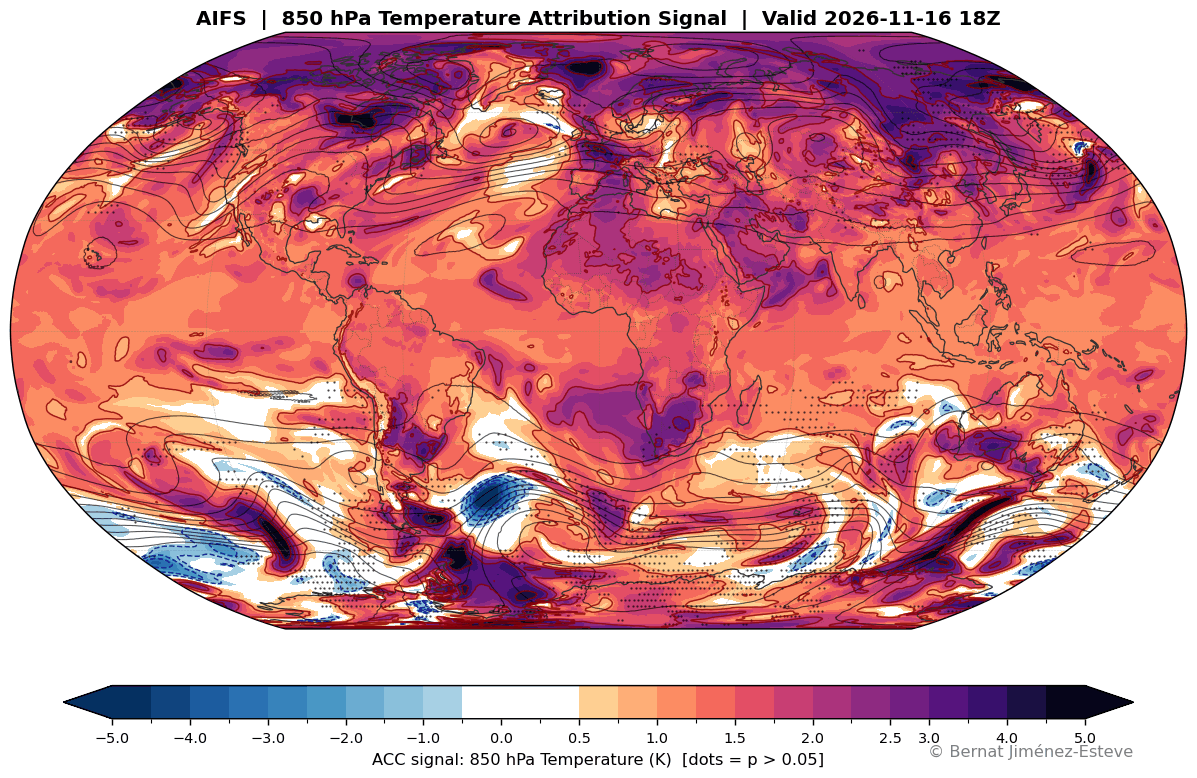 AIFS | 850 hPa Temperature Attribution Signal | Valid 2026-11-16 18Z
−5.0 −4.0 −3.0 −2.0 −1.0 0.0 0.5 1.0 1.5 2.0 2.5 3.0 4.0 5.0
© Bernat Jiménez-Esteve
ACC signal: 850 hPa Temperature (K) [dots = p > 0.05]